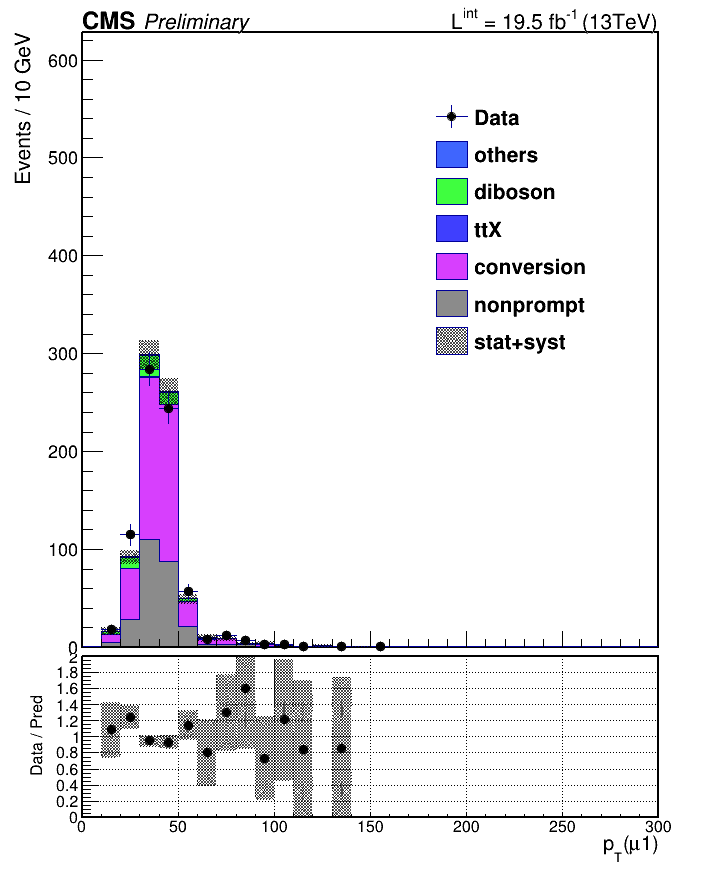 CMS Preliminary
L^int = 19.5 fb^-1 (13TeV)
Events / 10 GeV
600
500
400
300
200
100
0
Data
others
diboson
ttX
conversion
nonprompt
stat+syst
Data / Pred
2
1.8
1.6
1.4
1.2
1
0.8
0.6
0.4
0.2
0
0 50 100 150 200 250 300
p_T(μ1)